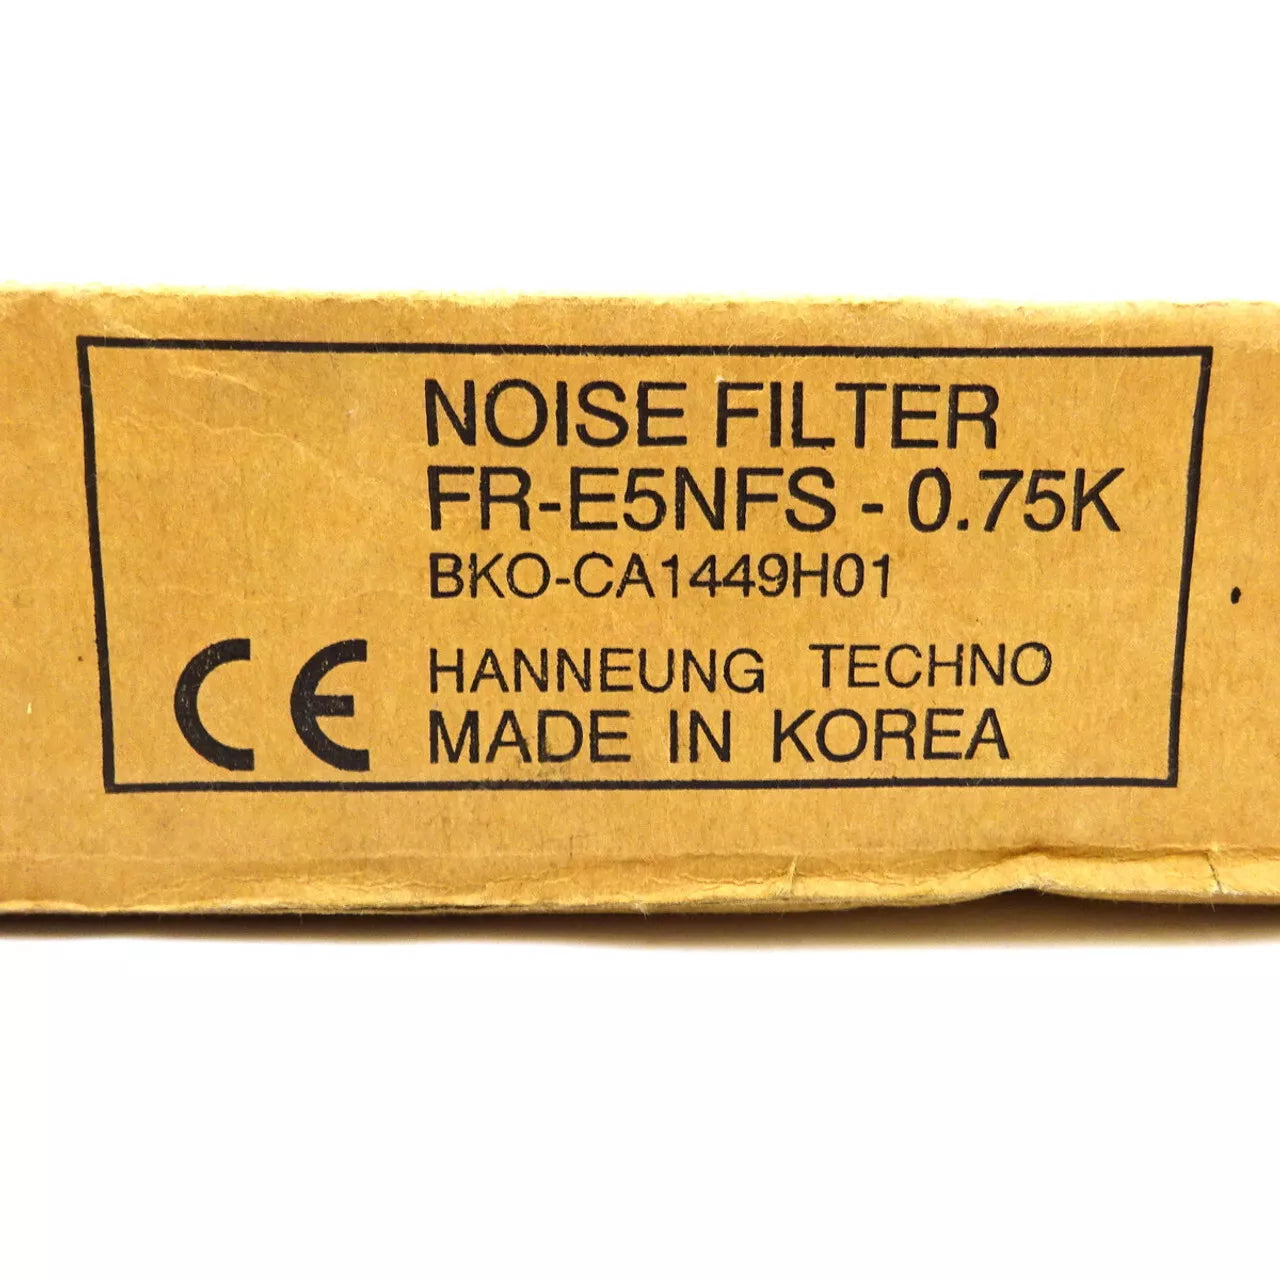 NOISE FILTER
FR-E5NFS - 0.75K
BKO-CA1449H01
CE HANNEUNG TECHNO
MADE IN KOREA